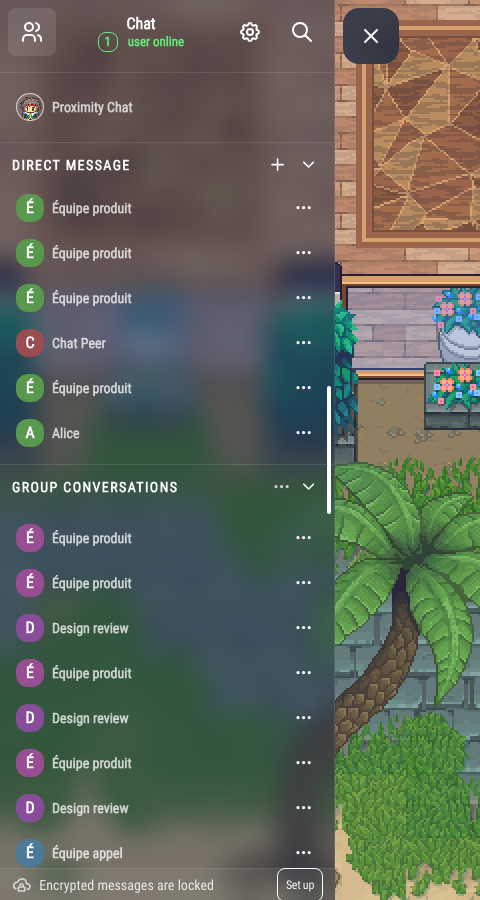 Chat
1 user online
Proximity Chat
DIRECT MESSAGE
É Équipe produit
É Équipe produit
É Équipe produit
C Chat Peer
É Équipe produit
A Alice
GROUP CONVERSATIONS
É Équipe produit
É Équipe produit
D Design review
É Équipe produit
D Design review
É Équipe produit
D Design review
É Équipe appel
Encrypted messages are locked Set up